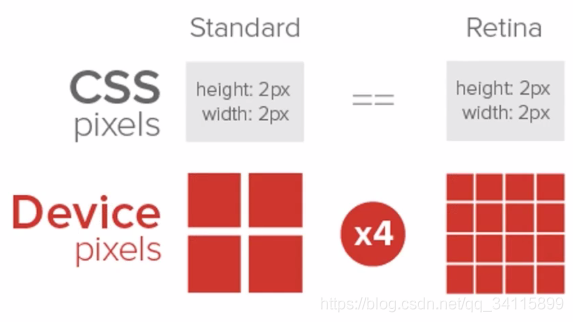 Standard
Retina
CSS
pixels
height: 2px
width: 2px
==
height: 2px
width: 2px
Device
pixels
x4
https://blog.csdn.net/qq_34115899